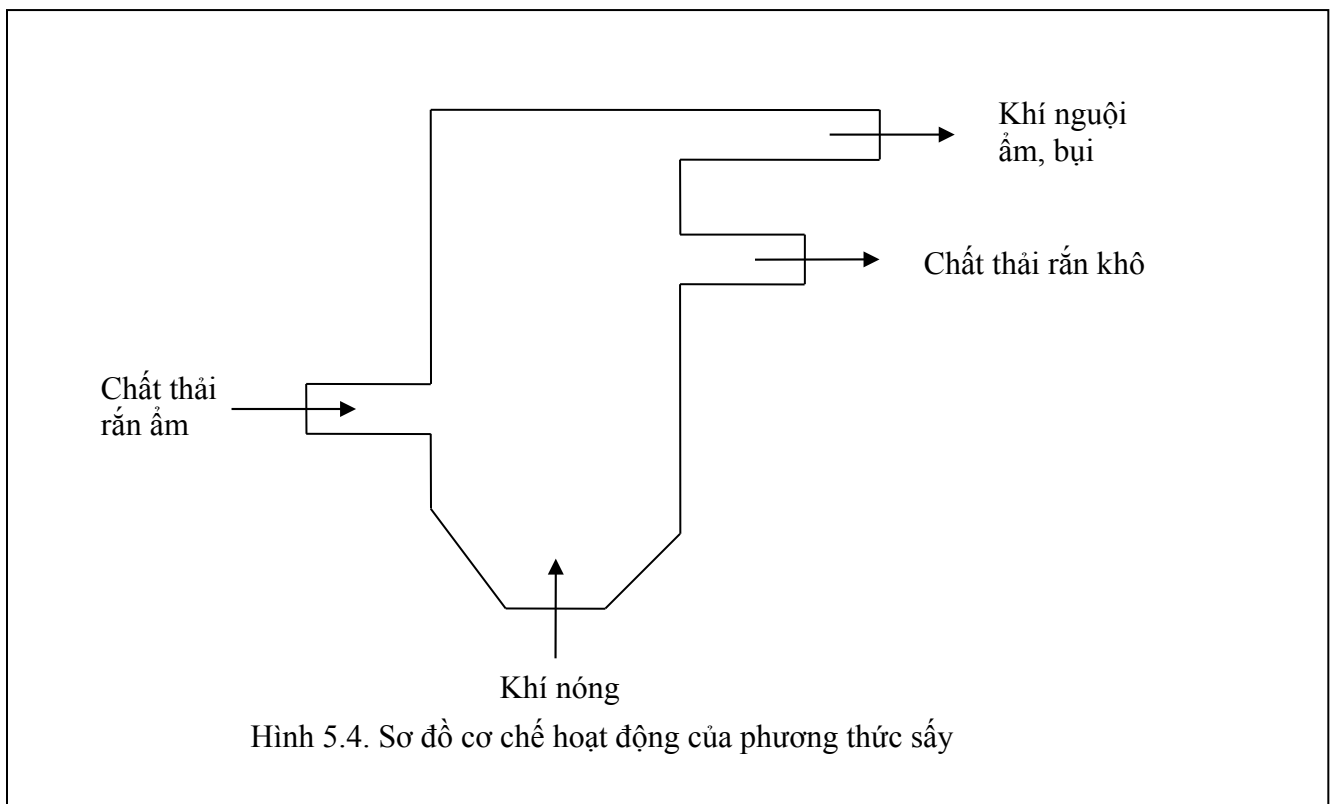 Khí nguội
ẩm, bụi
Chất thải rắn khô
Chất thải
rắn ẩm
Khí nóng
Hình 5.4. Sơ đồ cơ chế hoạt động của phương thức sấy